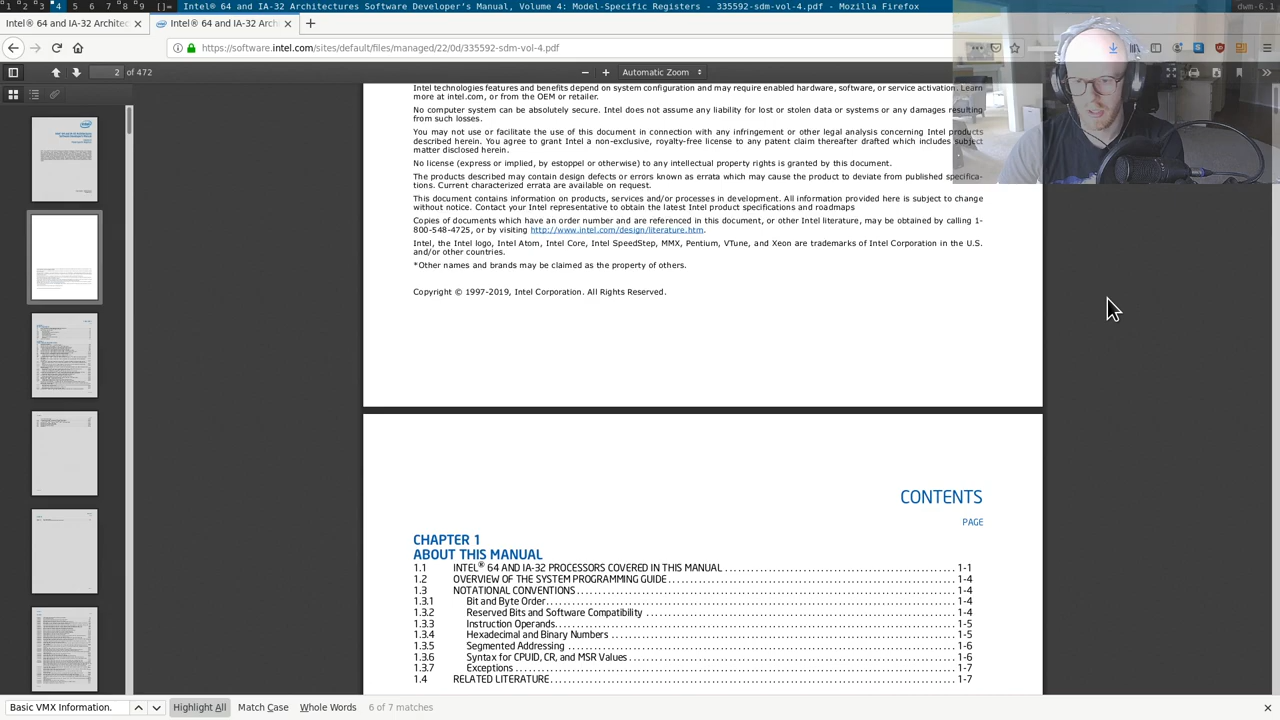 1 2 3 4 5 6 7 8 9 []= Intel® 64 and IA-32 Architectures Software Developer's Manual, Volume 4: Model-Specific Registers - 335592-sdm-vol-4.pdf - Mozilla Firefox dwm-6.1
Intel® 64 and IA-32 Architec × Intel® 64 and IA-32 Arch × +
https://software.intel.com/sites/default/files/managed/22/0d/335592-sdm-vol-4.pdf
2 of 472 − + Automatic Zoom
Intel technologies features and benefits depend on system configuration and may require enabled hardware, software, or service activation. Learn
more at intel.com, or from the OEM or retailer.
No computer system can be absolutely secure. Intel does not assume any liability for lost or stolen data or systems or any damages resulting
from such losses.
You may not use or facilitate the use of this document in connection with any infringement or other legal analysis concerning Intel products
described herein. You agree to grant Intel a non-exclusive, royalty-free license to any patent claim thereafter drafted which includes subject
matter disclosed herein.
No license (express or implied, by estoppel or otherwise) to any intellectual property rights is granted by this document.
The products described may contain design defects or errors known as errata which may cause the product to deviate from published specifica-
tions. Current characterized errata are available on request.
This document contains information on products, services and/or processes in development. All information provided here is subject to change
without notice. Contact your Intel representative to obtain the latest Intel product specifications and roadmaps
Copies of documents which have an order number and are referenced in this document, or other Intel literature, may be obtained by calling 1-
800-548-4725, or by visiting http://www.intel.com/design/literature.htm.
Intel, the Intel logo, Intel Atom, Intel Core, Intel SpeedStep, MMX, Pentium, VTune, and Xeon are trademarks of Intel Corporation in the U.S.
and/or other countries.
*Other names and brands may be claimed as the property of others.
Copyright © 1997-2019, Intel Corporation. All Rights Reserved.
CONTENTS
PAGE
CHAPTER 1
ABOUT THIS MANUAL
1.1 INTEL® 64 AND IA-32 PROCESSORS COVERED IN THIS MANUAL 1-1
1.2 OVERVIEW OF THE SYSTEM PROGRAMMING GUIDE 1-4
1.3 NOTATIONAL CONVENTIONS 1-4
1.3.1 Bit and Byte Order 1-4
1.3.2 Reserved Bits and Software Compatibility 1-4
1.3.3 Instruction Operands 1-5
1.3.4 Hexadecimal and Binary Numbers 1-5
1.3.5 Segmented Addressing 1-6
1.3.6 Syntax for CPUID, CR, and MSR Values 1-6
1.3.7 Exceptions 1-7
1.4 RELATED LITERATURE 1-7
Basic VMX Information. Highlight All Match Case Whole Words 6 of 7 matches ×